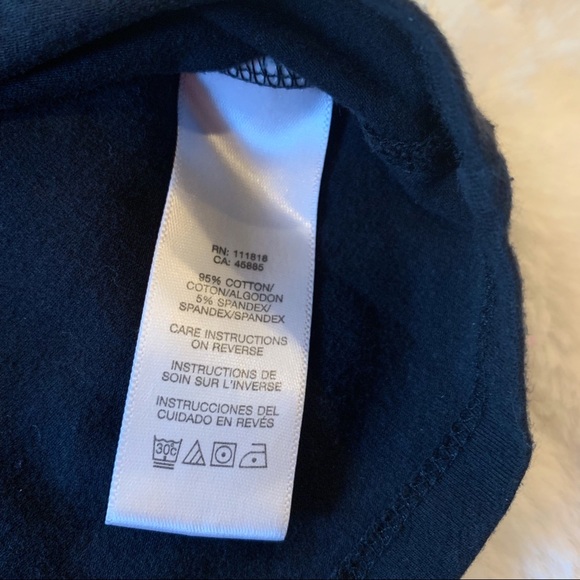 RN: 111818
CA: 45885
95% COTTON/
COTON/ALGODON
5% SPANDEX/
SPANDEX/SPANDEX
CARE INSTRUCTIONS
ON REVERSE
INSTRUCTIONS DE
SOIN SUR L'INVERSE
INSTRUCCIONES DEL
CUIDADO EN REVÉS
30C